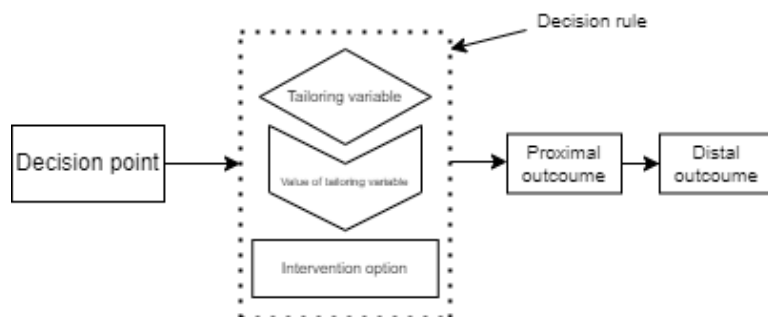 Decision rule
Tailoring variable
Decision point
Value of tailoring variable
Proximal
outcoume
Distal
outcoume
Intervention option